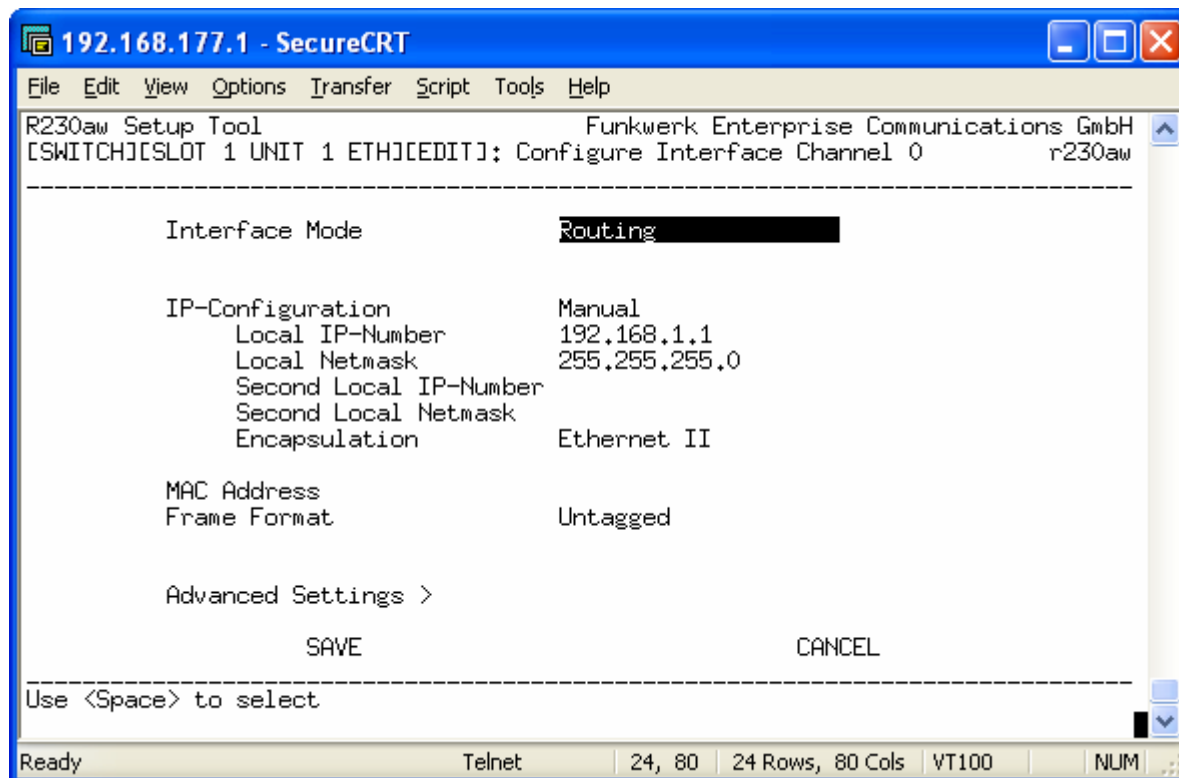 192.168.177.1 - SecureCRT
File Edit View Options Transfer Script Tools Help
R230aw Setup Tool Funkwerk Enterprise Communications GmbH
[SWITCH][SLOT 1 UNIT 1 ETH][EDIT]: Configure Interface Channel 0 r230aw
Interface Mode Routing
IP-Configuration Manual
Local IP-Number 192.168.1.1
Local Netmask 255.255.255.0
Second Local IP-Number
Second Local Netmask
Encapsulation Ethernet II
MAC Address
Frame Format Untagged
Advanced Settings >
SAVE CANCEL
Use <Space> to select
Ready Telnet 24, 80 24 Rows, 80 Cols VT100 NUM